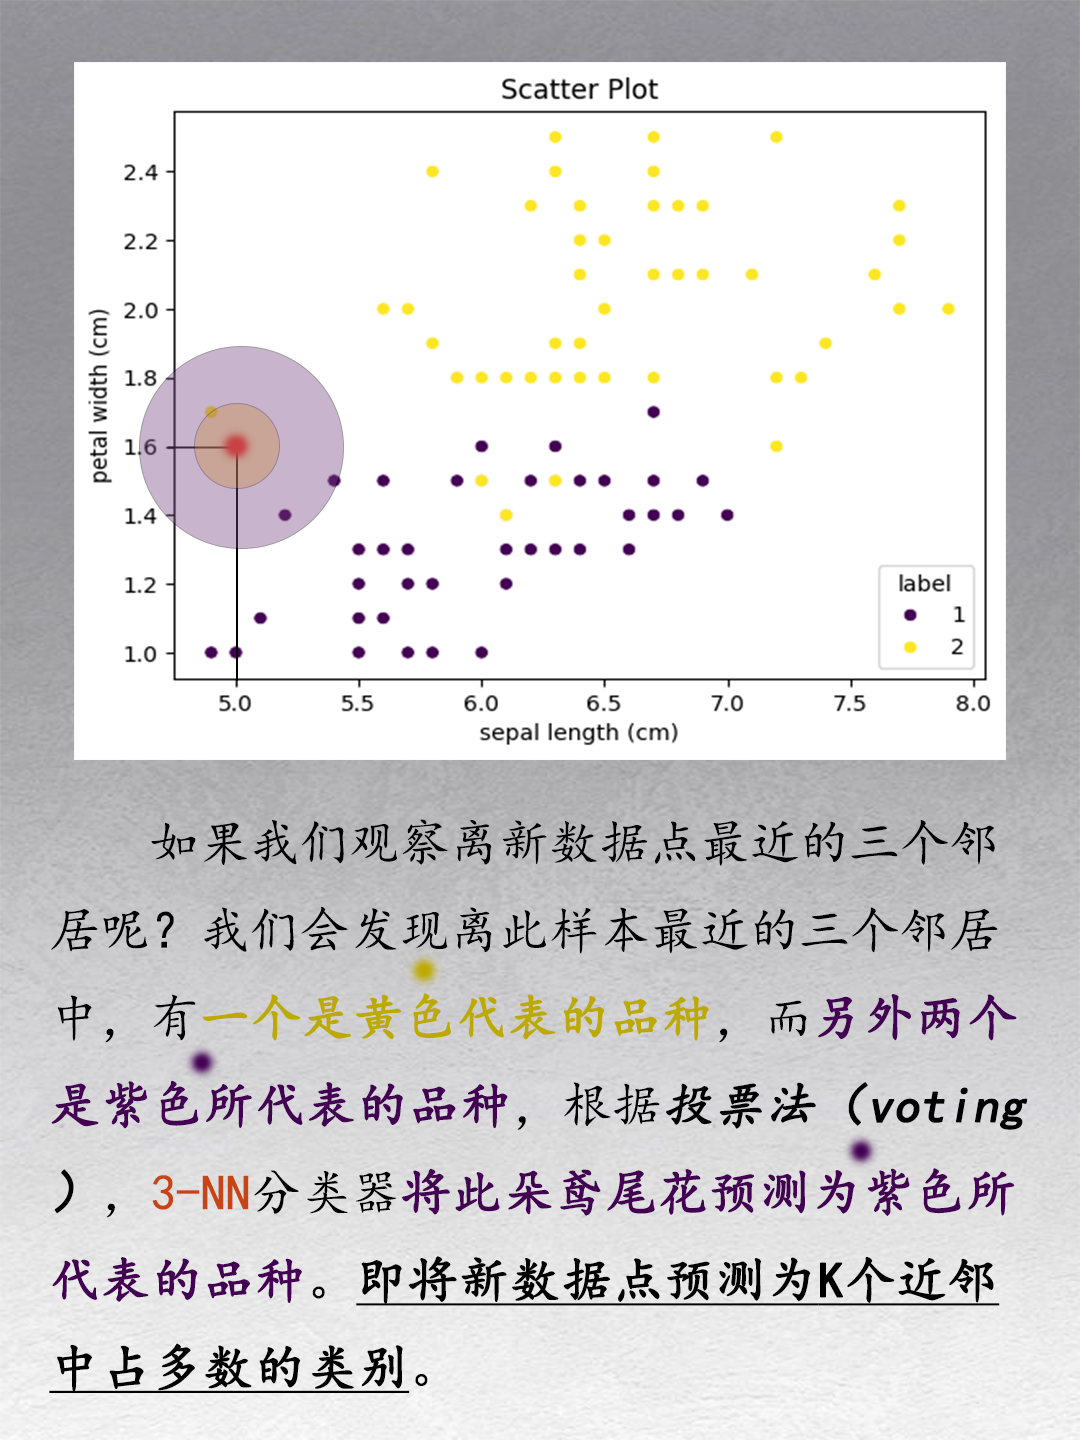 Scatter Plot
2.4
2.2
2.0
1.8
1.6
1.4
1.2
1.0
petal width (cm)
5.0 5.5 6.0 6.5 7.0 7.5 8.0
sepal length (cm)
label
1
2
如果我们观察离新数据点最近的三个邻
居呢？我们会发现离此样本最近的三个邻居
中，有一个是黄色代表的品种，而另外两个
是紫色所代表的品种，根据投票法（voting
），3-NN分类器将此朵鸢尾花预测为紫色所
代表的品种。即将新数据点预测为K个近邻
中占多数的类别。